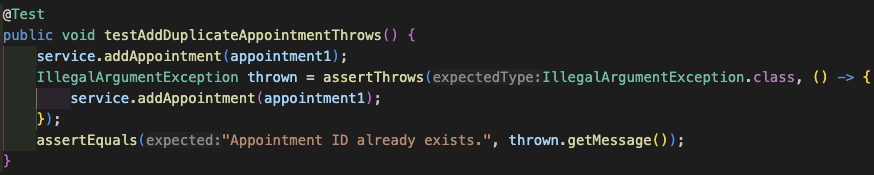 @Test
public void testAddDuplicateAppointmentThrows() {
    service.addAppointment(appointment1);
    IllegalArgumentException thrown = assertThrows(expectedType:IllegalArgumentException.class, () -> {
        service.addAppointment(appointment1);
    });
    assertEquals(expected:"Appointment ID already exists.", thrown.getMessage());
}